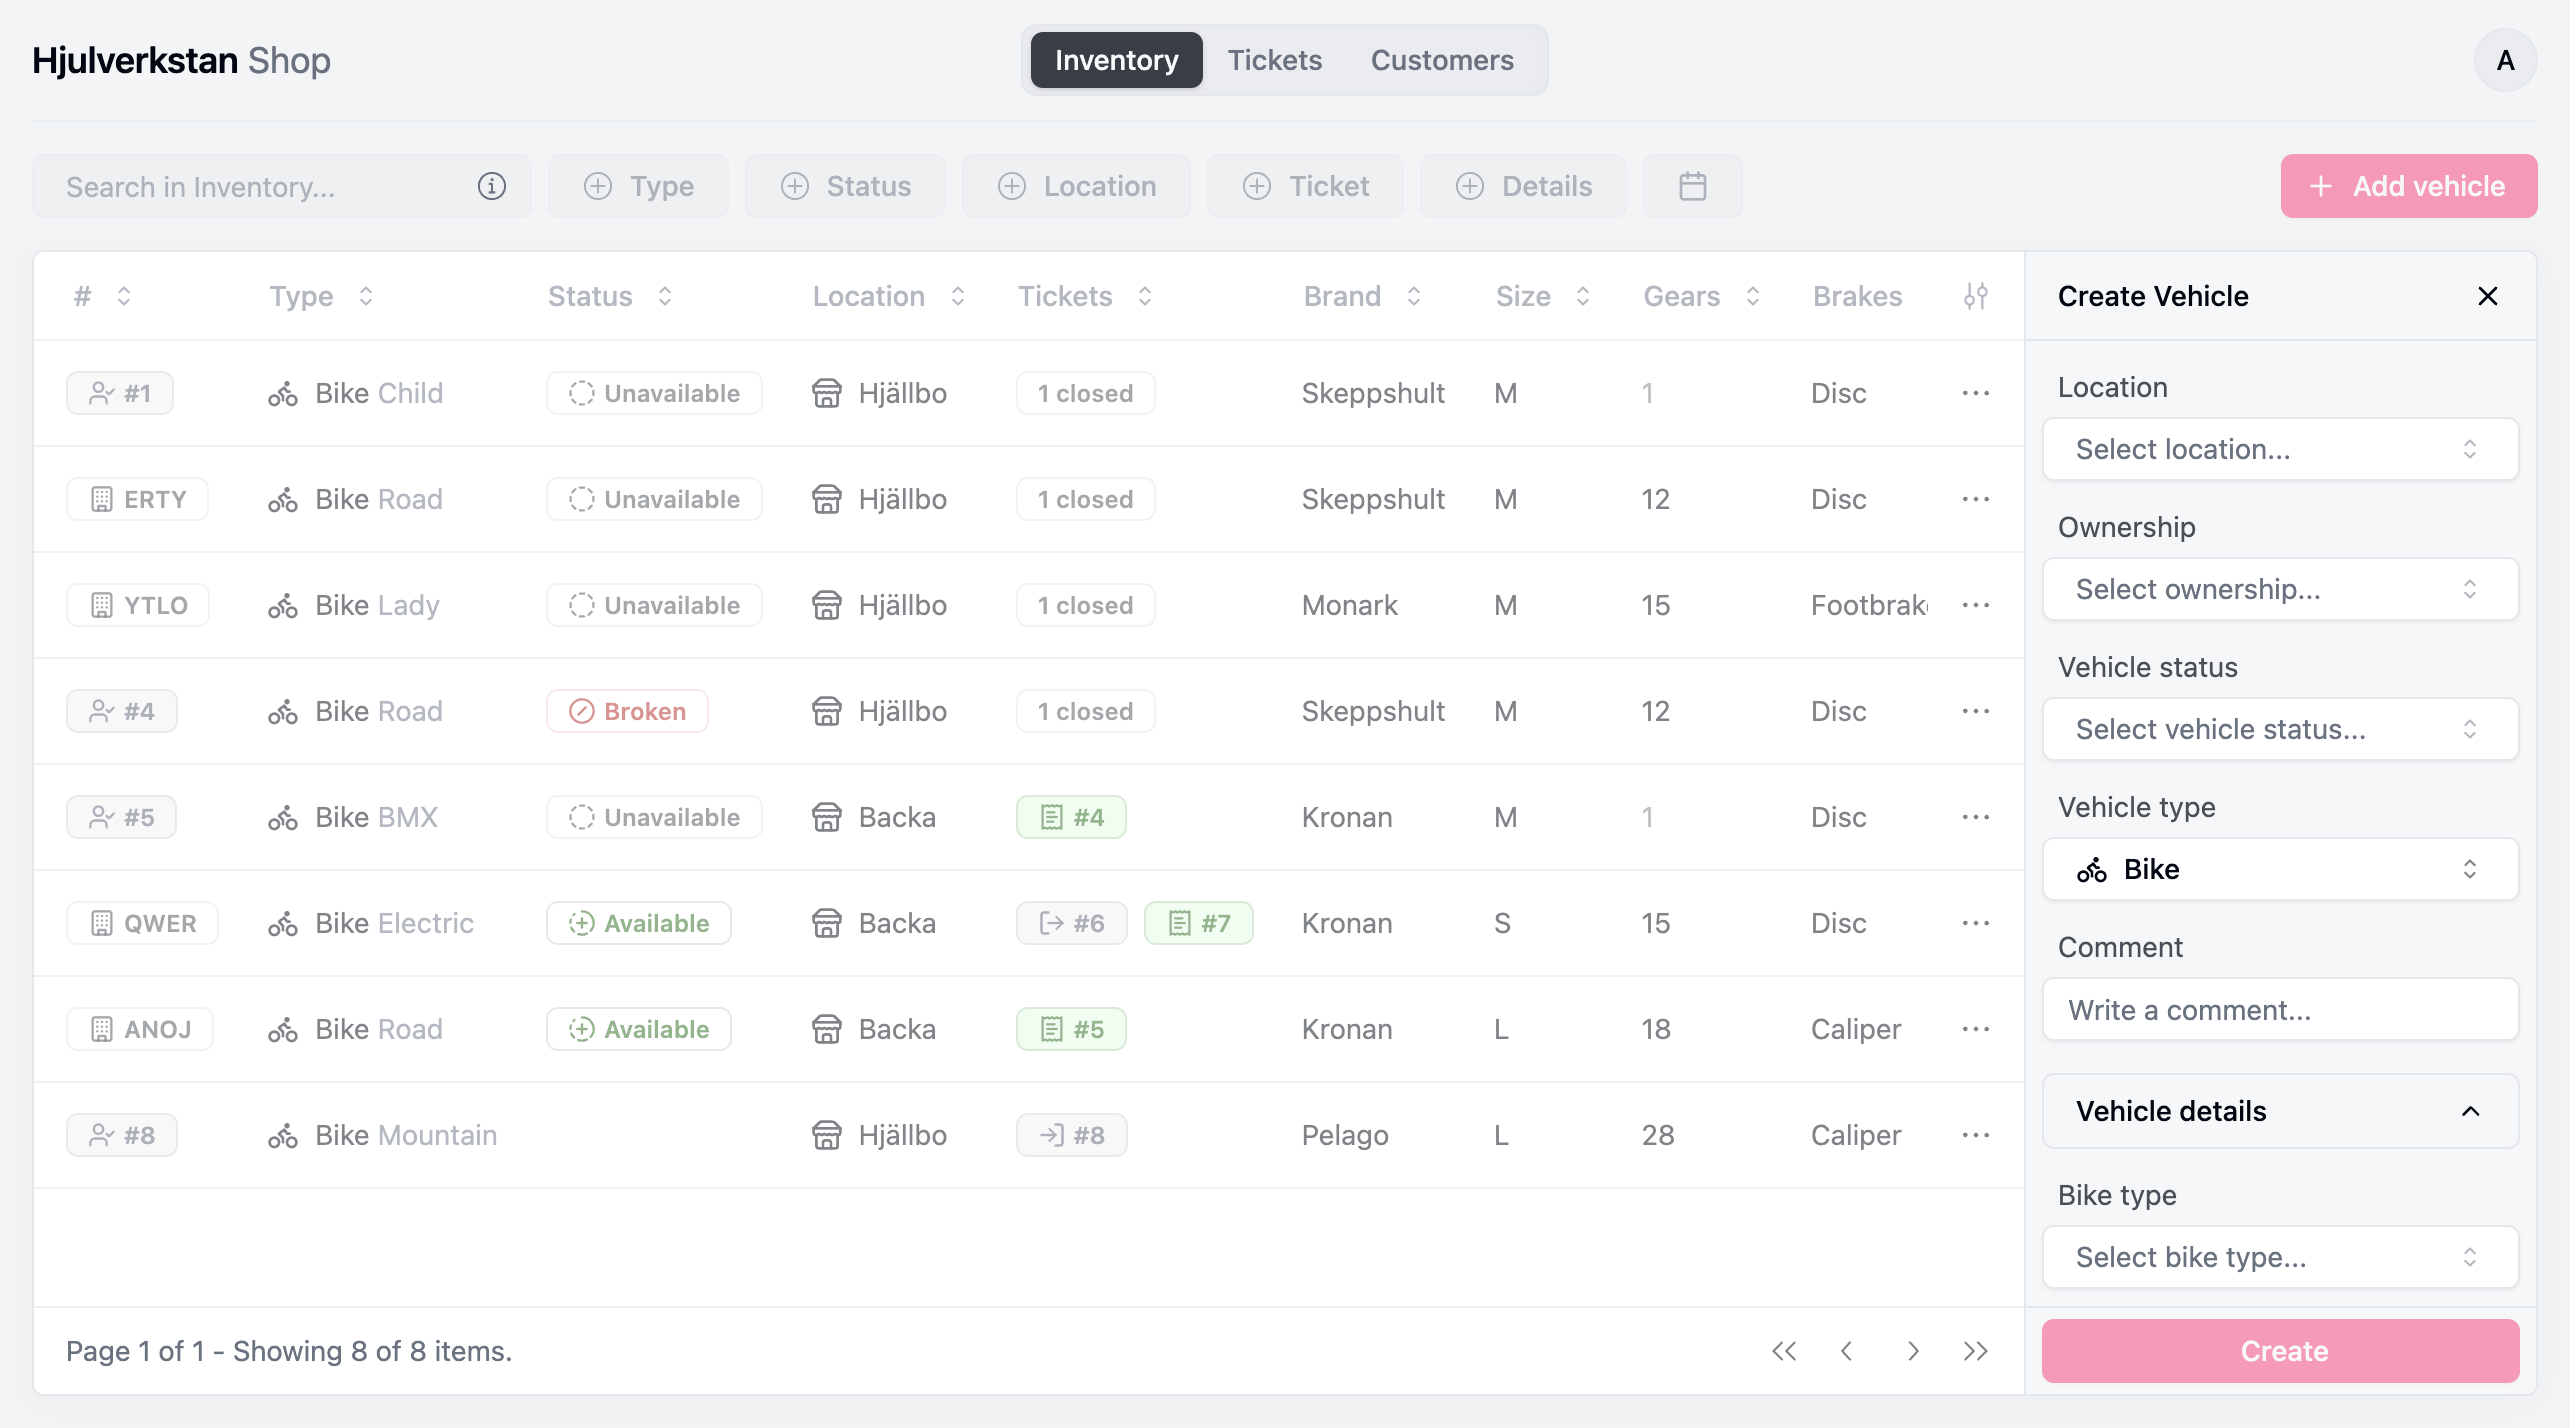 Hjulverkstan Shop
Inventory Tickets Customers
A
Search in Inventory...
Type
Status
Location
Ticket
Details
Add vehicle
# Type Status Location Tickets Brand Size Gears Brakes
#1 Bike Child Unavailable Hjällbo 1 closed Skeppshult M 1 Disc
ERTY Bike Road Unavailable Hjällbo 1 closed Skeppshult M 12 Disc
YTLO Bike Lady Unavailable Hjällbo 1 closed Monark M 15 Footbrak
#4 Bike Road Broken Hjällbo 1 closed Skeppshult M 12 Disc
#5 Bike BMX Unavailable Backa #4 Kronan M 1 Disc
QWER Bike Electric Available Backa #6 #7 Kronan S 15 Disc
ANOJ Bike Road Available Backa #5 Kronan L 18 Caliper
#8 Bike Mountain Hjällbo #8 Pelago L 28 Caliper
Page 1 of 1 - Showing 8 of 8 items.
Create Vehicle
Location
Select location...
Ownership
Select ownership...
Vehicle status
Select vehicle status...
Vehicle type
Bike
Comment
Write a comment...
Vehicle details
Bike type
Select bike type...
Create